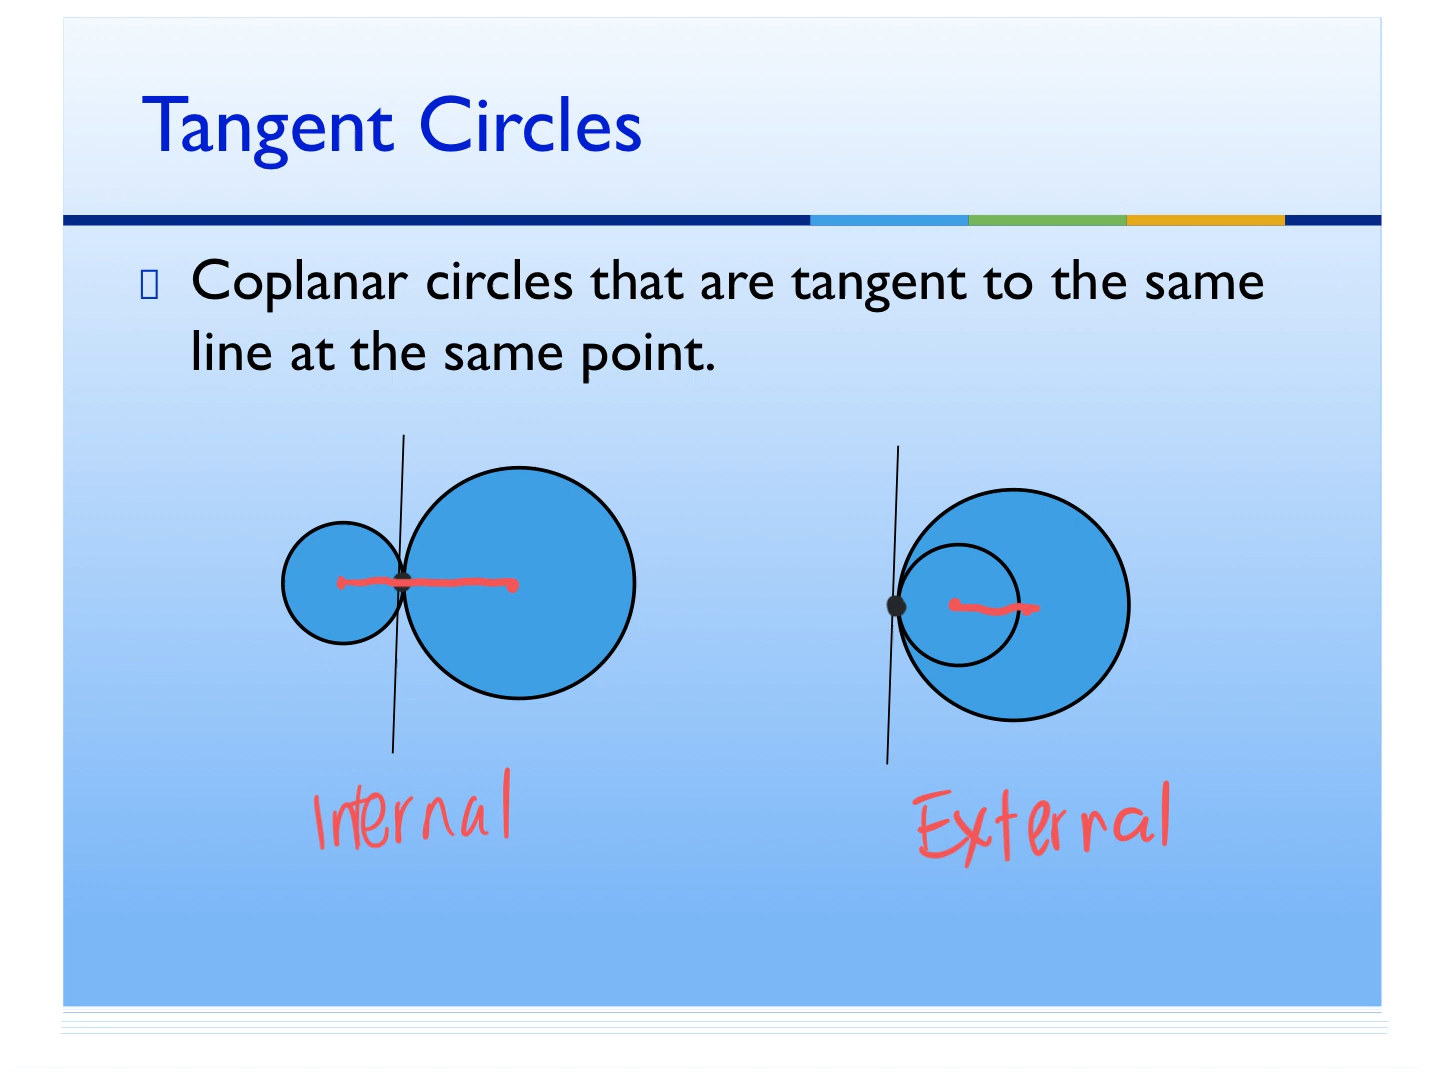 Tangent Circles
Coplanar circles that are tangent to the same
line at the same point.
Internal
External